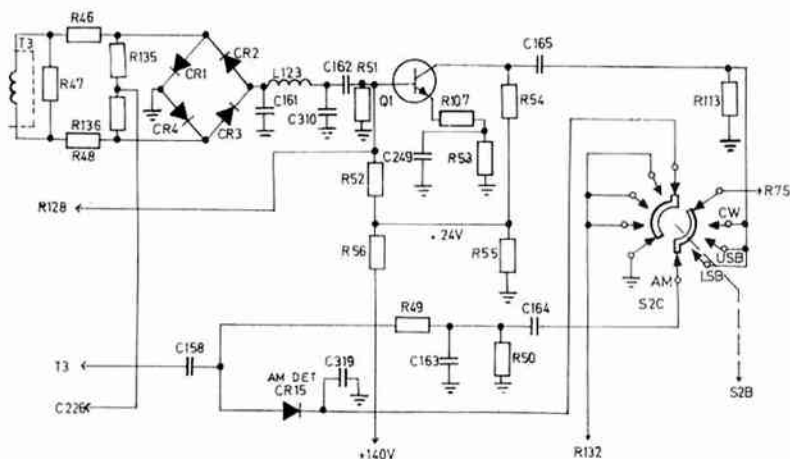 R46
T3
R135
CR2
C165
CR1
L123
C162
R51
R47
Q1
R54
R107
R113
C161
C310
R136
CR4
CR3
R48
C249
R53
R52
R75
R128
CW
. 24V
R56
R55
USB
LSB
AM
S2C
R49
C164
C158
C163
R50
T3
C319
AM DET
CR15
S2B
C226
+140V
R132